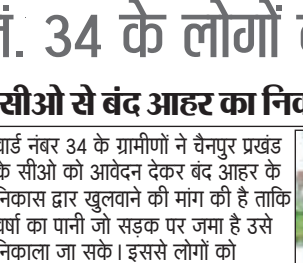 नं. 34 के लोगों
सीओ से बंद आहर का
वार्ड नंबर 34 के ग्रामीणों ने चैनपुर प्रखंड
के सीओ को आवेदन देकर बंद आहर के
निकास द्वार खुलवाने की मांग की है ताकि
वर्षा का पानी जो सड़क पर जमा है उसे
निकाला जा सके। इससे लोगों को